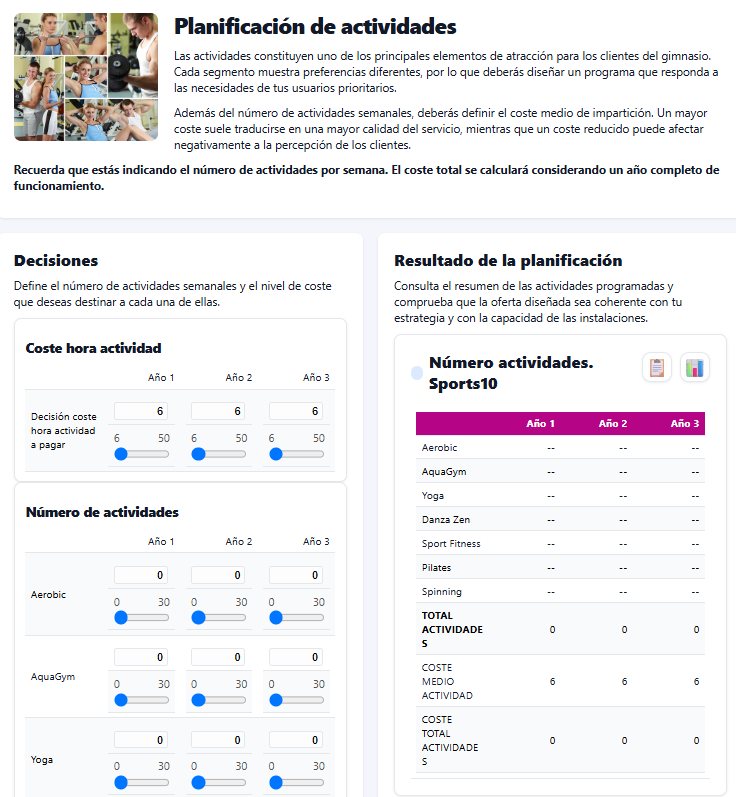 Planificación de actividades
Las actividades constituyen uno de los principales elementos de atracción para los clientes del gimnasio.
Cada segmento muestra preferencias diferentes, por lo que deberás diseñar un programa que responda a
las necesidades de tus usuarios prioritarios.
Además del número de actividades semanales, deberás definir el coste medio de impartición. Un mayor
coste suele traducirse en una mayor calidad del servicio, mientras que un coste reducido puede afectar
negativamente a la percepción de los clientes.
Recuerda que estás indicando el número de actividades por semana. El coste total se calculará considerando un año completo de
funcionamiento.
Decisiones
Define el número de actividades semanales y el nivel de coste
que deseas destinar a cada una de ellas.
Coste hora actividad
Año 1 Año 2 Año 3
Decisión coste
hora actividad
a pagar
6 6 6
6 50 6 50 6 50
Número de actividades
Año 1 Año 2 Año 3
Aerobic
0 0 0
0 30 0 30 0 30
AquaGym
0 0 0
0 30 0 30 0 30
Yoga
0 0 0
0 30 0 30 0 30
Resultado de la planificación
Consulta el resumen de las actividades programadas y
comprueba que la oferta diseñada sea coherente con tu
estrategia y con la capacidad de las instalaciones.
Número actividades.
Sports10
Año 1 Año 2 Año 3
Aerobic -- -- --
AquaGym -- -- --
Yoga -- -- --
Danza Zen -- -- --
Sport Fitness -- -- --
Pilates -- -- --
Spinning -- -- --
TOTAL
ACTIVIDADE
S
0 0 0
COSTE
MEDIO
ACTIVIDAD
6 6 6
COSTE
TOTAL
ACTIVIDADE
S
0 0 0